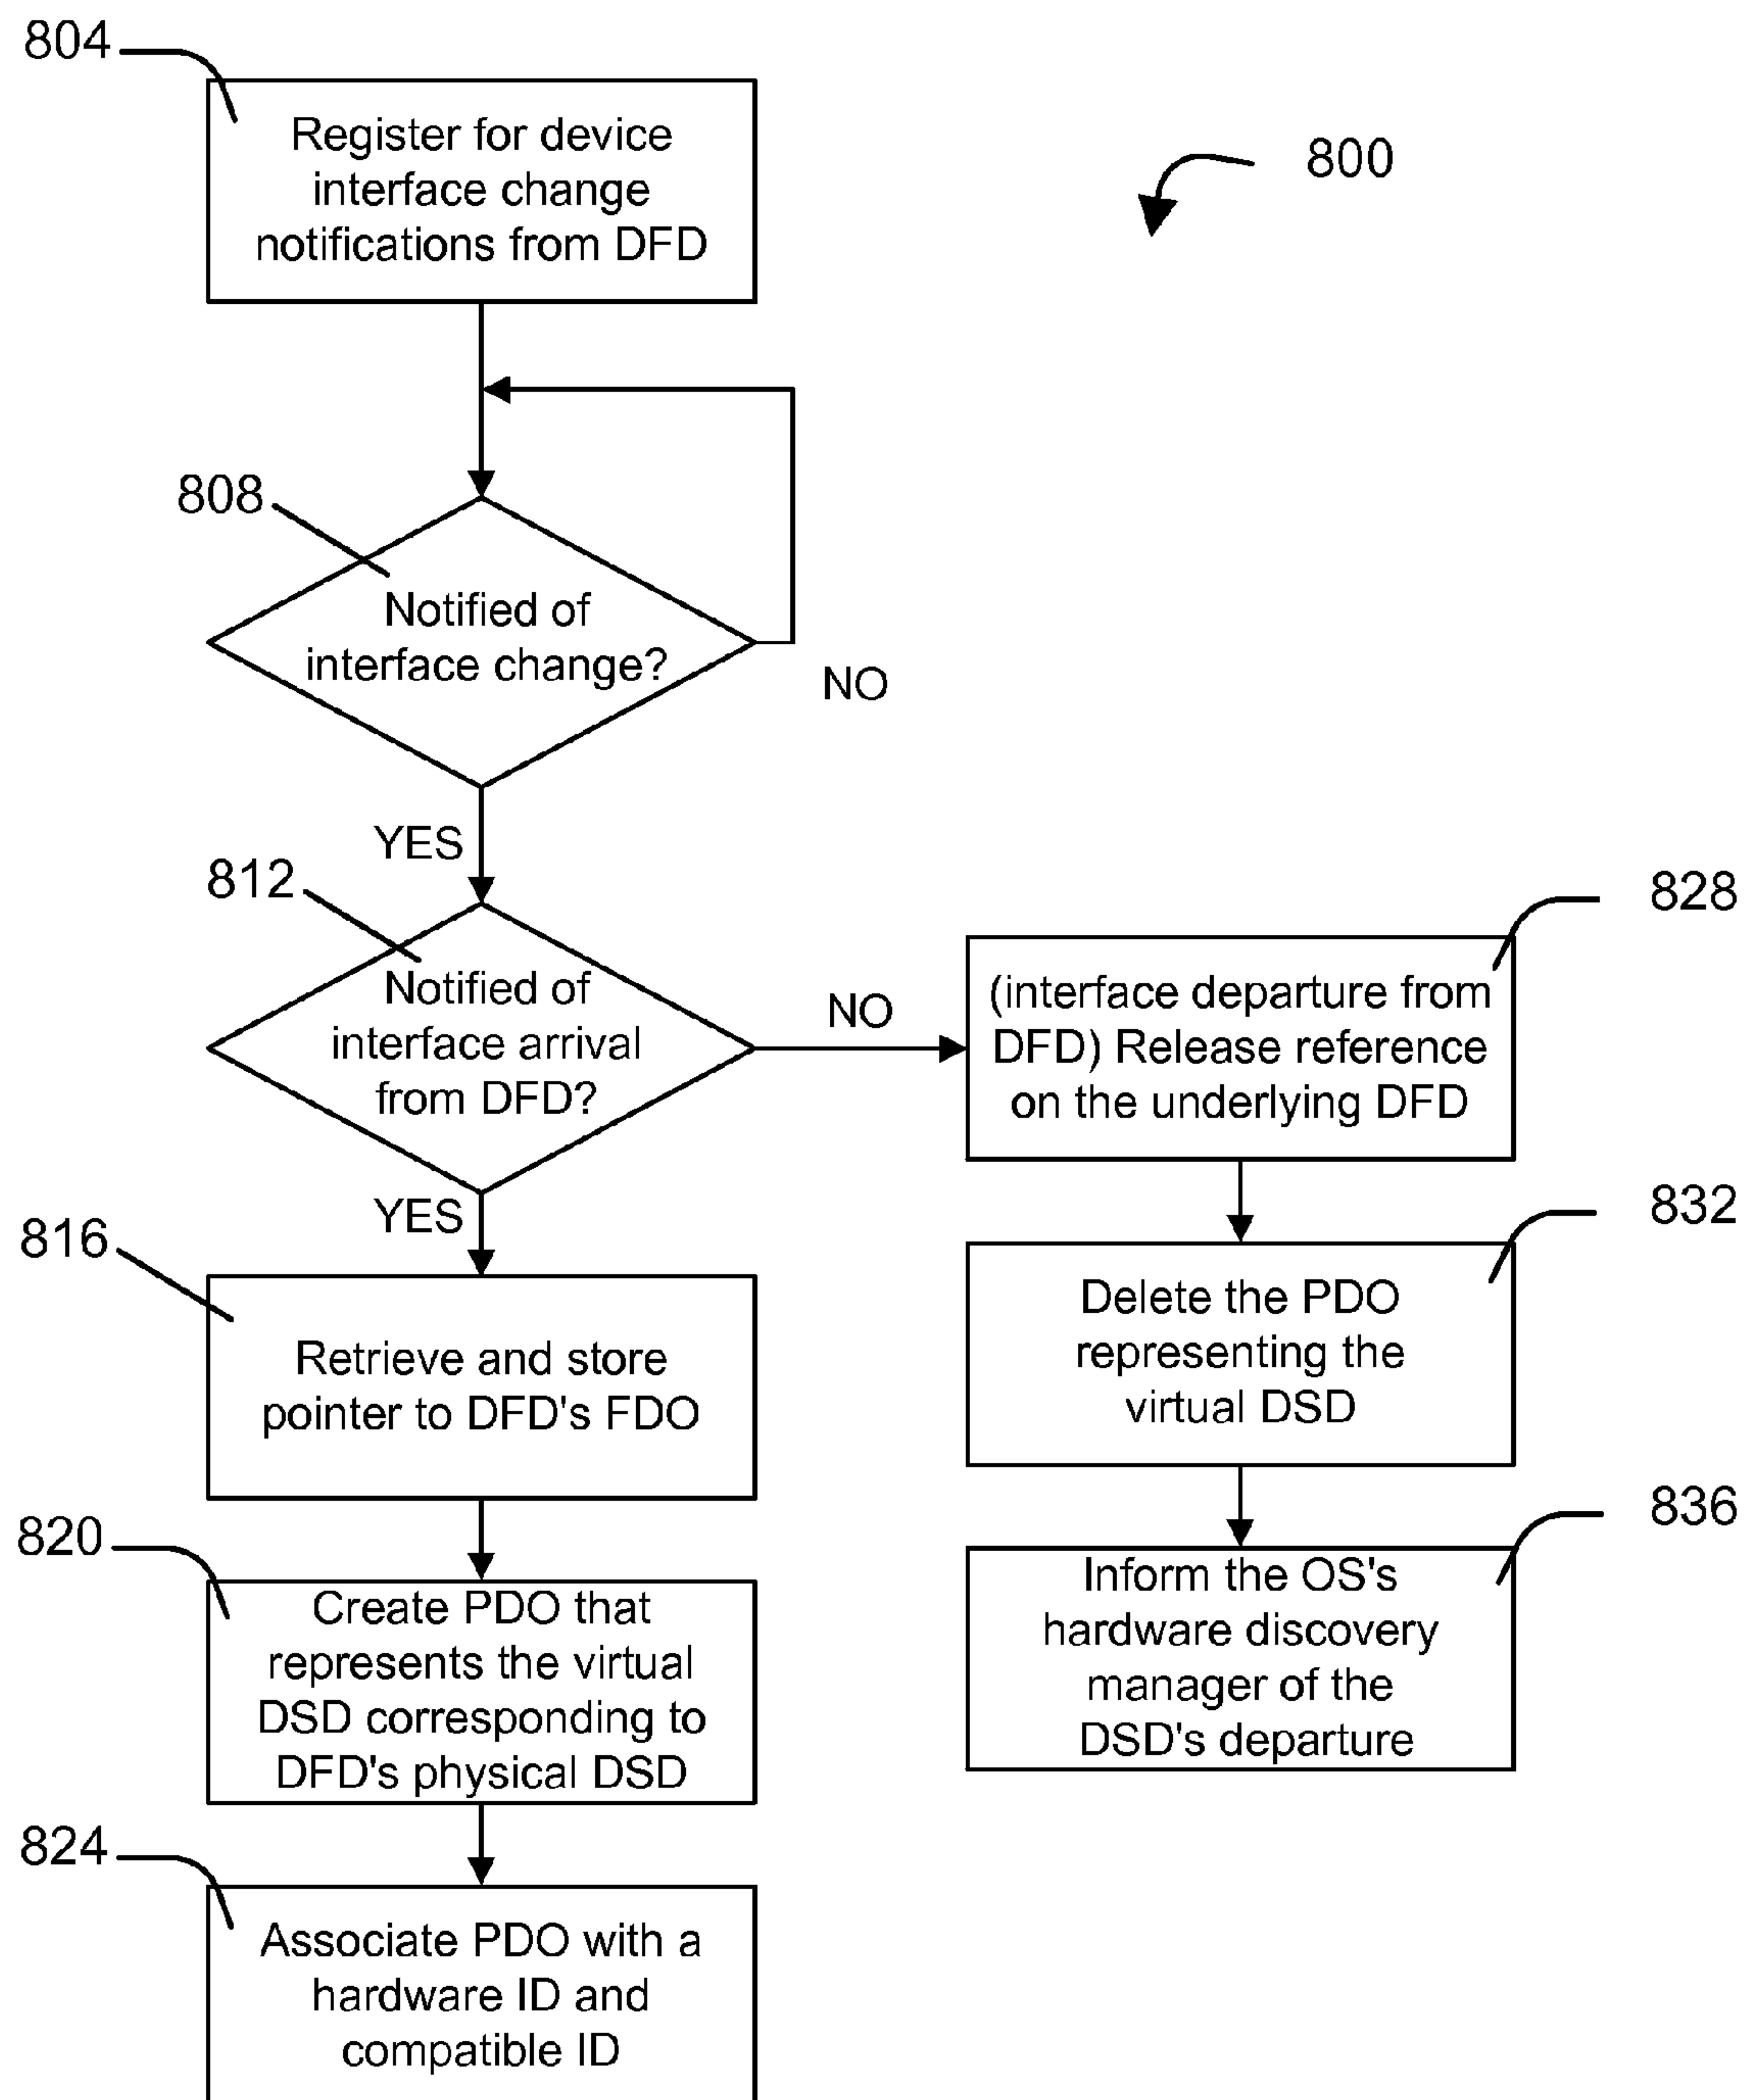 804
Register for device
interface change
notifications from DFD
800
808
Notified of
interface change?
NO
YES
812
Notified of
interface arrival
from DFD?
NO
828
(interface departure from
DFD) Release reference
on the underlying DFD
YES
816
Retrieve and store
pointer to DFD's FDO
832
Delete the PDO
representing the
virtual DSD
820
Create PDO that
represents the virtual
DSD corresponding to
DFD's physical DSD
836
Inform the OS's
hardware discovery
manager of the
DSD's departure
824
Associate PDO with a
hardware ID and
compatible ID